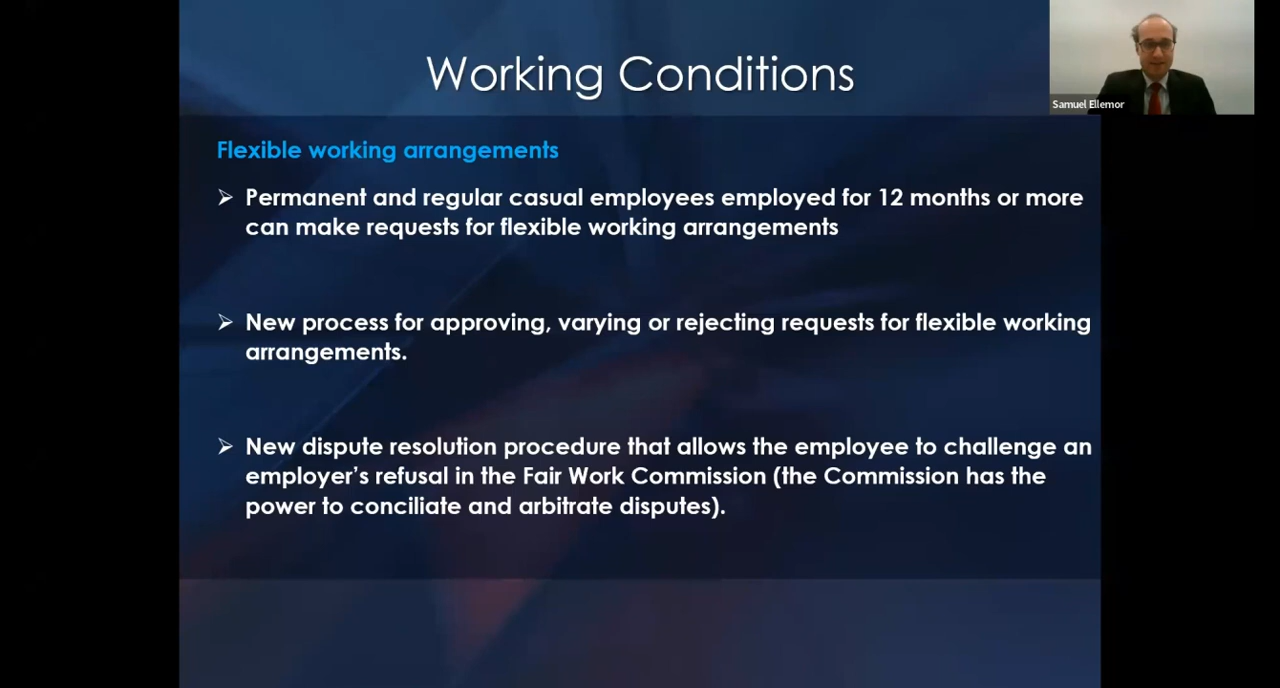 Working Conditions
Samuel Ellemor
Flexible working arrangements
Permanent and regular casual employees employed for 12 months or more
can make requests for flexible working arrangements
New process for approving, varying or rejecting requests for flexible working
arrangements.
New dispute resolution procedure that allows the employee to challenge an
employer’s refusal in the Fair Work Commission (the Commission has the
power to conciliate and arbitrate disputes).